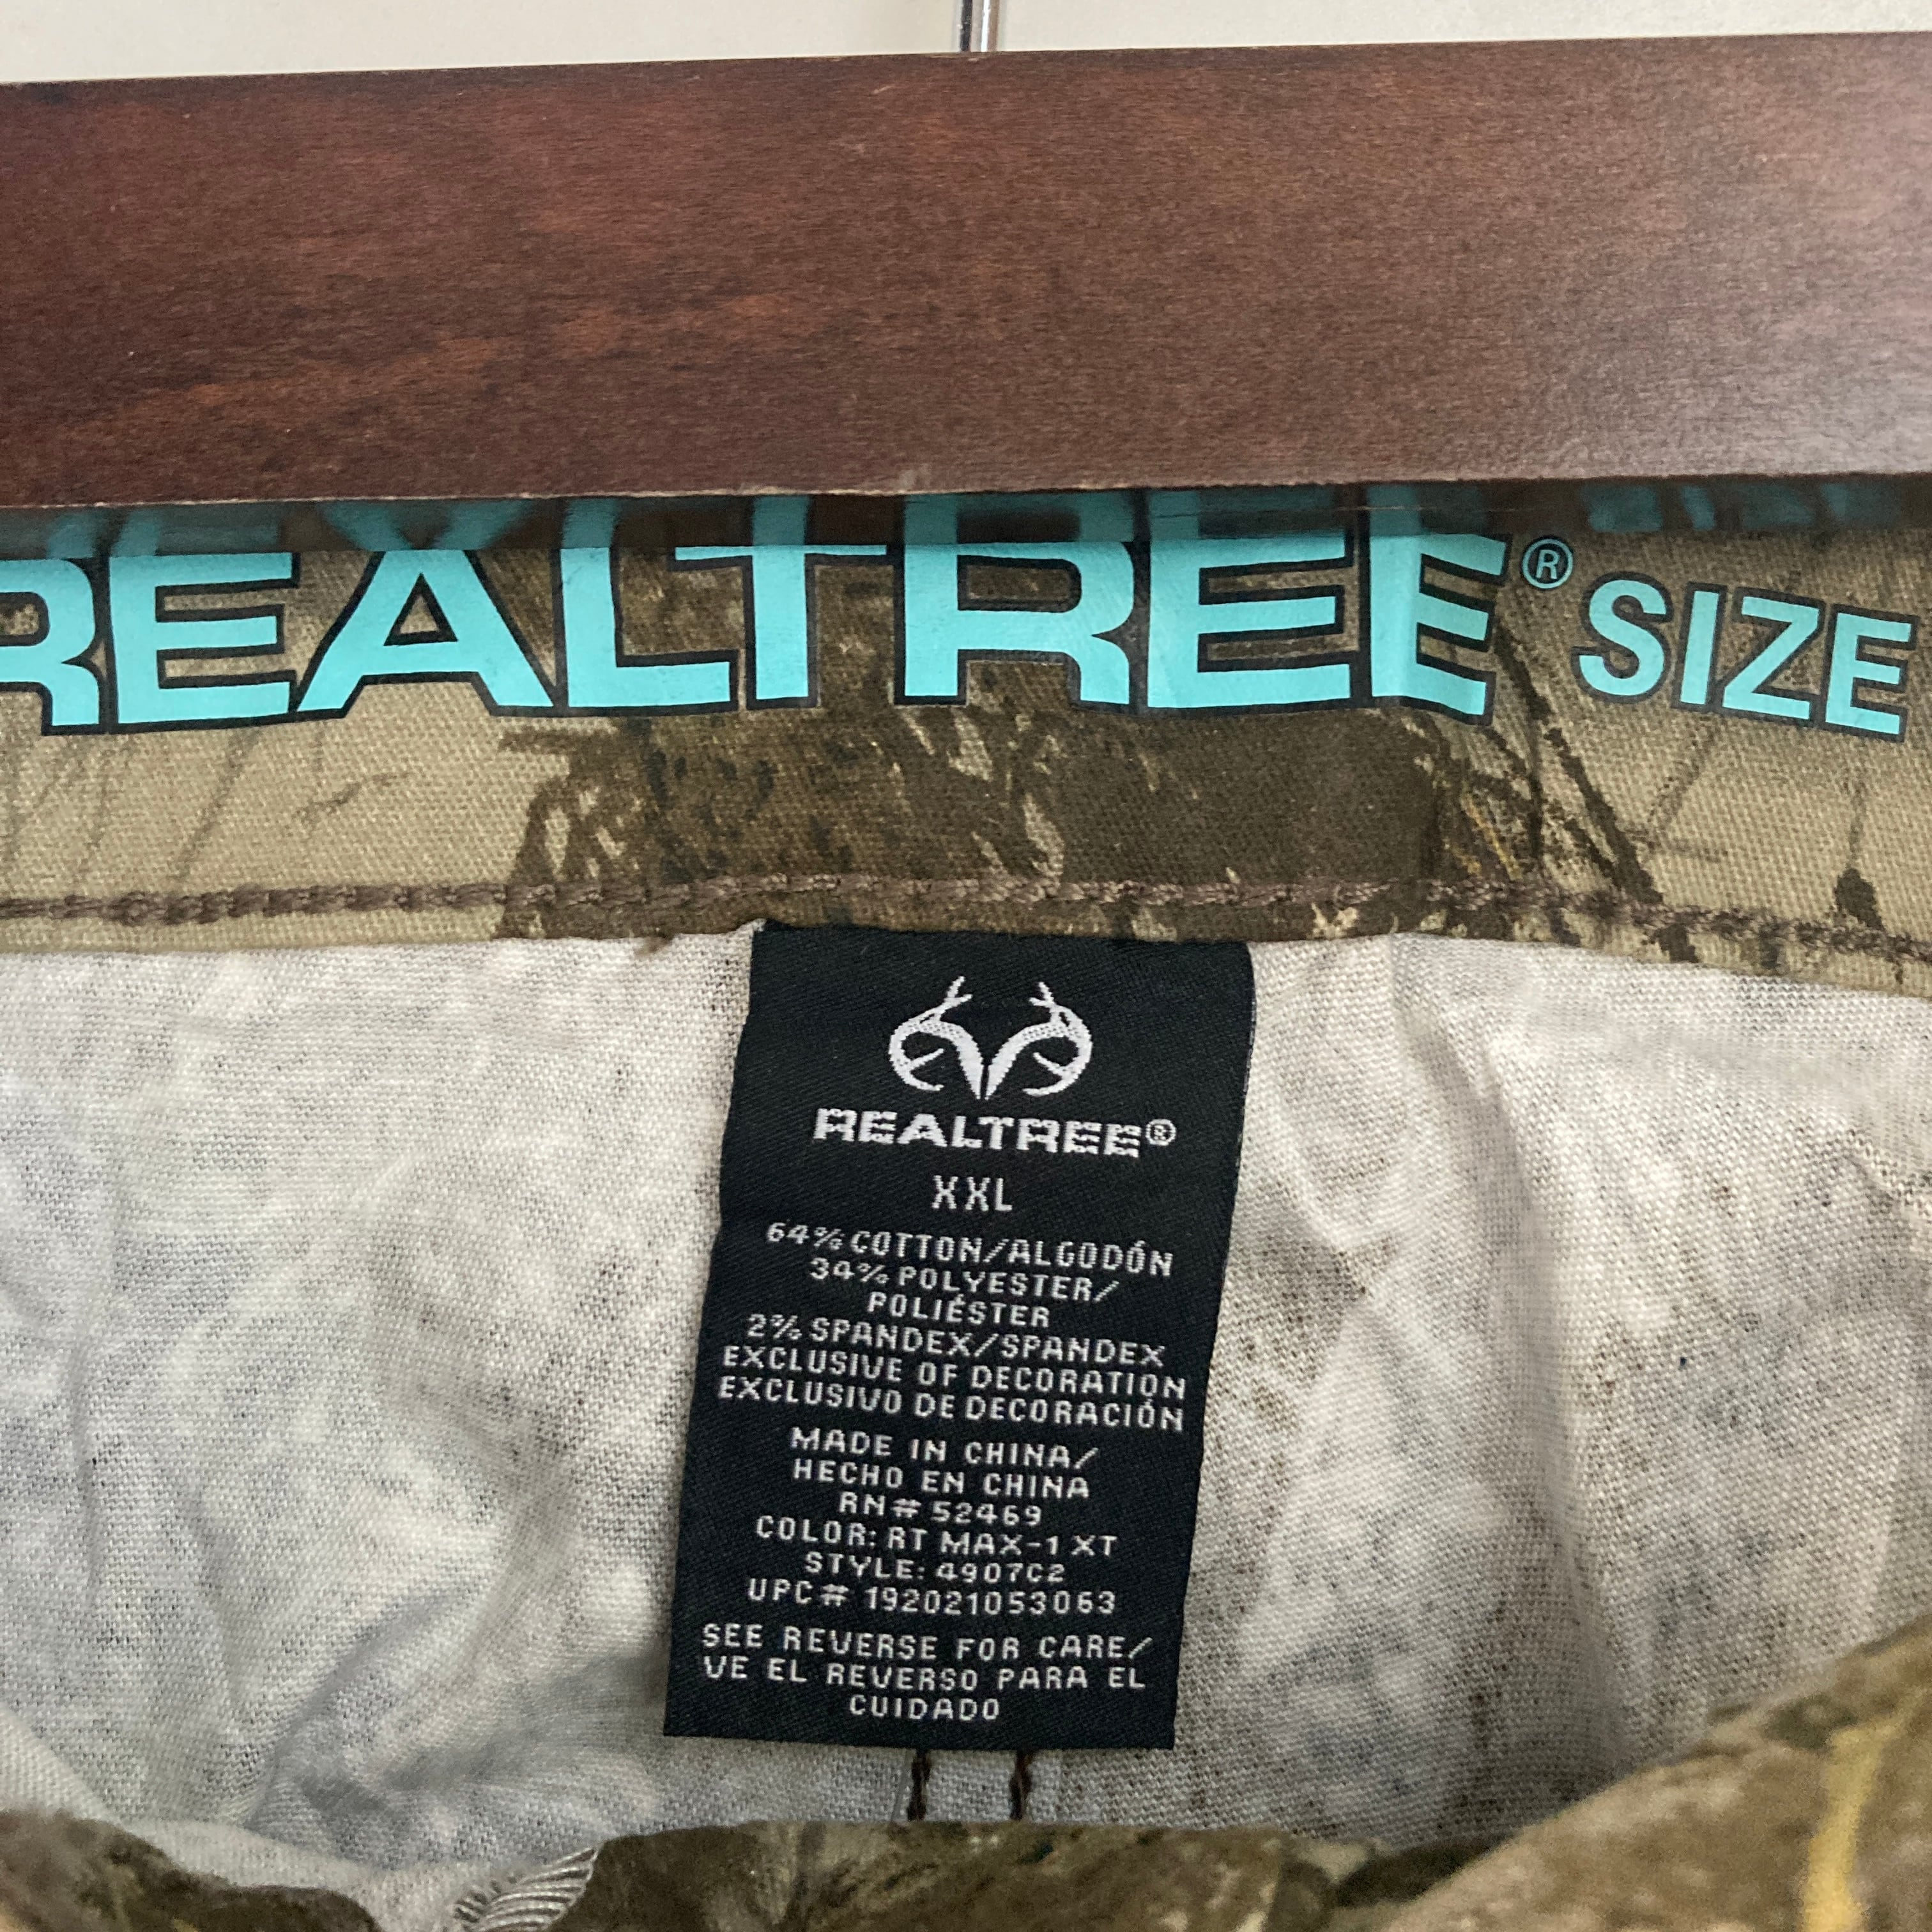 REALTREE® SIZE
REALTREE®
XXL
64% COTTON/ALGODÓN
34% POLYESTER/
POLIÉSTER
2% SPANDEX/SPANDEX
EXCLUSIVE OF DECORATION
EXCLUSIVO DE DECORACIÓN
MADE IN CHINA/
HECHO EN CHINA
RN# 52469
COLOR: RT MAX-1 XT
STYLE: 4907C2
UPC# 192021053063
SEE REVERSE FOR CARE/
VE EL REVERSO PARA EL
CUIDADO